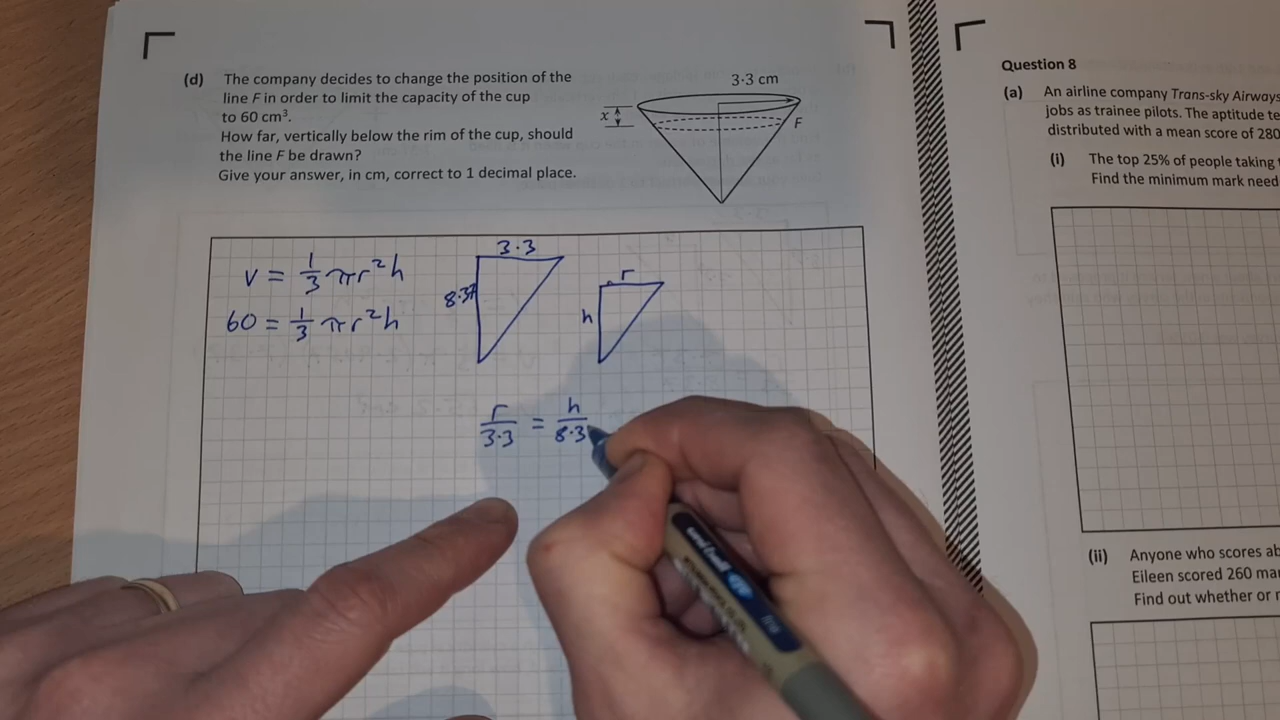 (d) The company decides to change the position of the
line F in order to limit the capacity of the cup
to 60 cm³.
How far, vertically below the rim of the cup, should
the line F be drawn?
Give your answer, in cm, correct to 1 decimal place.
3·3 cm
x
F
V = 1/3 πr²h
60 = 1/3 πr²h
3·3
8·37
r
h
r/3·3 = h/8·3
Question 8
(a) An airline company Trans-sky Airways
jobs as trainee pilots. The aptitude te
distributed with a mean score of 280
(i) The top 25% of people taking
Find the minimum mark need
(ii) Anyone who scores ab
Eileen scored 260 ma
Find out whether or